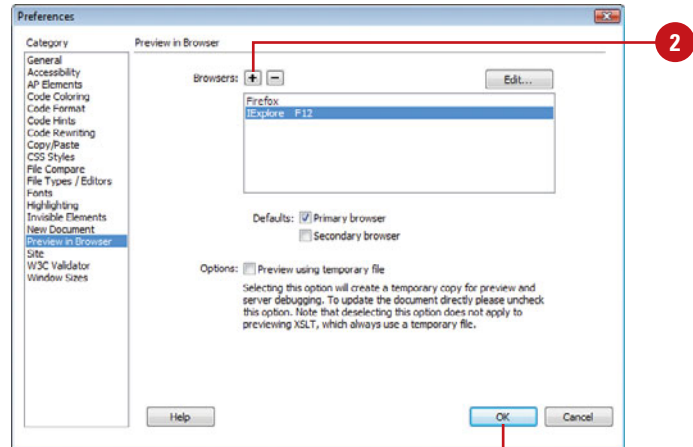 Preferences
Category
Preview in Browser
General
Accessibility
AP Elements
Code Coloring
Code Format
Code Hints
Code Rewriting
Copy/Paste
CSS Styles
File Compare
File Types / Editors
Fonts
Highlighting
Invisible Elements
New Document
Preview in Browser
Site
W3C Validator
Window Sizes
Browsers: + −
Edit...
2
Firefox
IExplore F12
Defaults: Primary browser
Secondary browser
Options: Preview using temporary file
Selecting this option will create a temporary copy for preview and
server debugging. To update the document directly please uncheck
this option. Note that deselecting this option does not apply to
previewing XSLT, which always use a temporary file.
Help
OK
Cancel